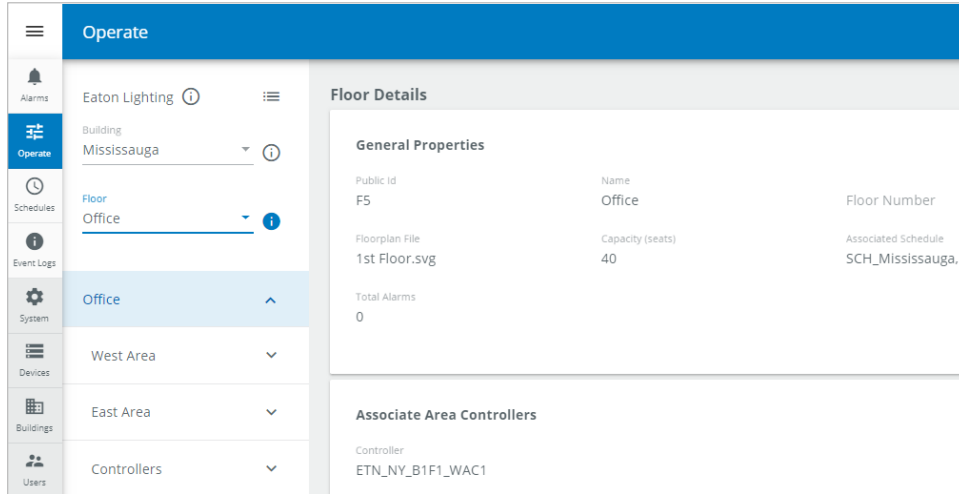 Operate
Alarms
Operate
Schedules
Event Logs
System
Devices
Buildings
Users
Eaton Lighting
Building
Mississauga
Floor
Office
Office
West Area
East Area
Controllers
Floor Details
General Properties
Public Id
F5
Name
Office
Floor Number
Floorplan File
1st Floor.svg
Capacity (seats)
40
Associated Schedule
SCH_Mississauga,
Total Alarms
0
Associate Area Controllers
Controller
ETN_NY_B1F1_WAC1